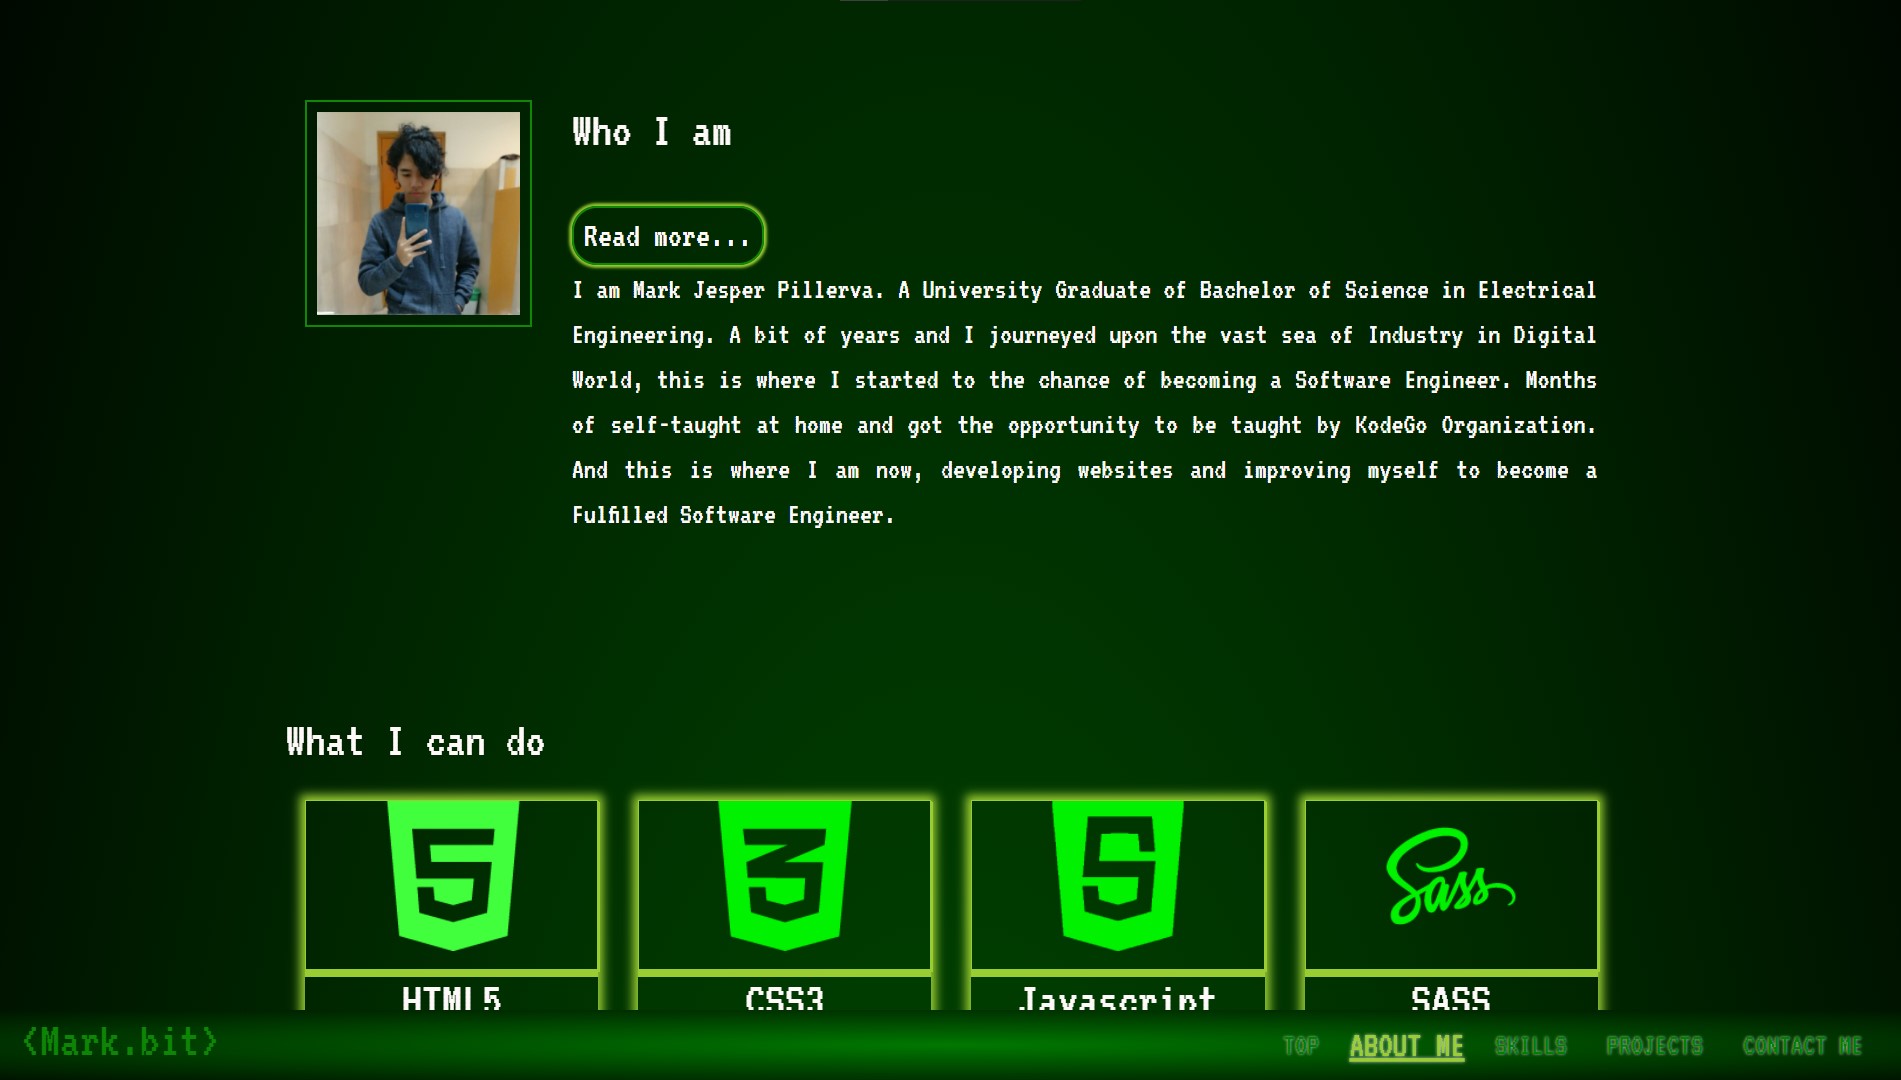 Who I am
Read more...
I am Mark Jesper Pillerva. A University Graduate of Bachelor of Science in Electrical
Engineering. A bit of years and I journeyed upon the vast sea of Industry in Digital
World, this is where I started to the chance of becoming a Software Engineer. Months
of self-taught at home and got the opportunity to be taught by KodeGo Organization.
And this is where I am now, developing websites and improving myself to become a
Fulfilled Software Engineer.
What I can do
5 3 S Sass
HTML5 CSS3 Javascript SASS
<Mark.bit> TOP ABOUT ME SKILLS PROJECTS CONTACT ME